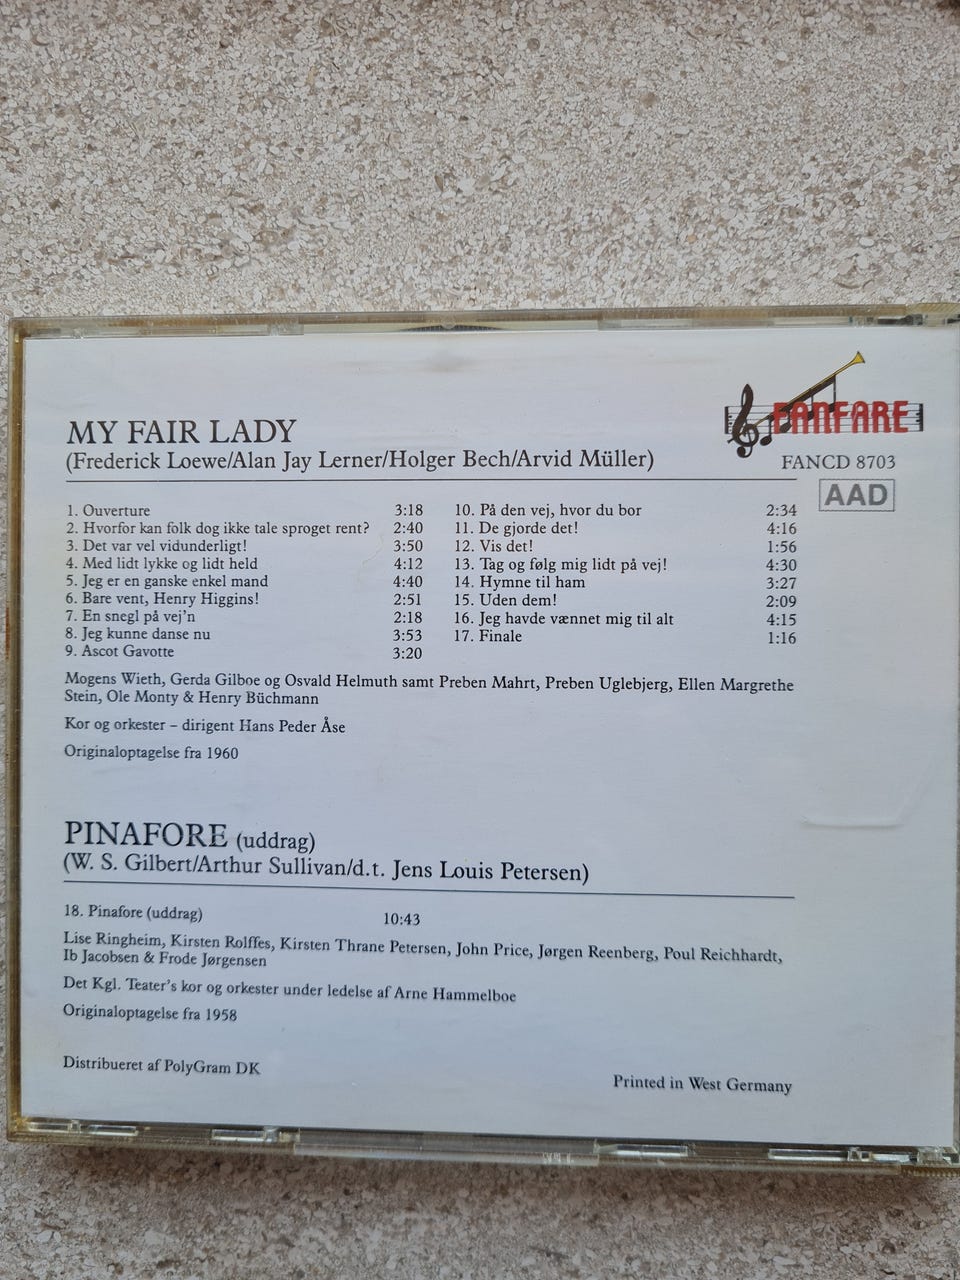 FANFARE
FANCD 8703
AAD
MY FAIR LADY
(Frederick Loewe/Alan Jay Lerner/Holger Bech/Arvid Müller)
1. Ouverture 3:18
2. Hvorfor kan folk dog ikke tale sproget rent? 2:40
3. Det var vel vidunderligt! 3:50
4. Med lidt lykke og lidt held 4:12
5. Jeg er en ganske enkel mand 4:40
6. Bare vent, Henry Higgins! 2:51
7. En snegl på vej'n 2:18
8. Jeg kunne danse nu 3:53
9. Ascot Gavotte 3:20
10. På den vej, hvor du bor 2:34
11. De gjorde det! 4:16
12. Vis det! 1:56
13. Tag og følg mig lidt på vej! 4:30
14. Hymne til ham 3:27
15. Uden dem! 2:09
16. Jeg havde vænnet mig til alt 4:15
17. Finale 1:16
Mogens Wieth, Gerda Gilboe og Osvald Helmuth samt Preben Mahrt, Preben Uglebjerg, Ellen Margrethe
Stein, Ole Monty & Henry Büchmann
Kor og orkester – dirigent Hans Peder Åse
Originaloptagelse fra 1960
PINAFORE (uddrag)
(W. S. Gilbert/Arthur Sullivan/d.t. Jens Louis Petersen)
18. Pinafore (uddrag) 10:43
Lise Ringheim, Kirsten Rolffes, Kirsten Thrane Petersen, John Price, Jørgen Reenberg, Poul Reichhardt,
Ib Jacobsen & Frode Jørgensen
Det Kgl. Teater's kor og orkester under ledelse af Arne Hammelboe
Originaloptagelse fra 1958
Distribueret af PolyGram DK
Printed in West Germany